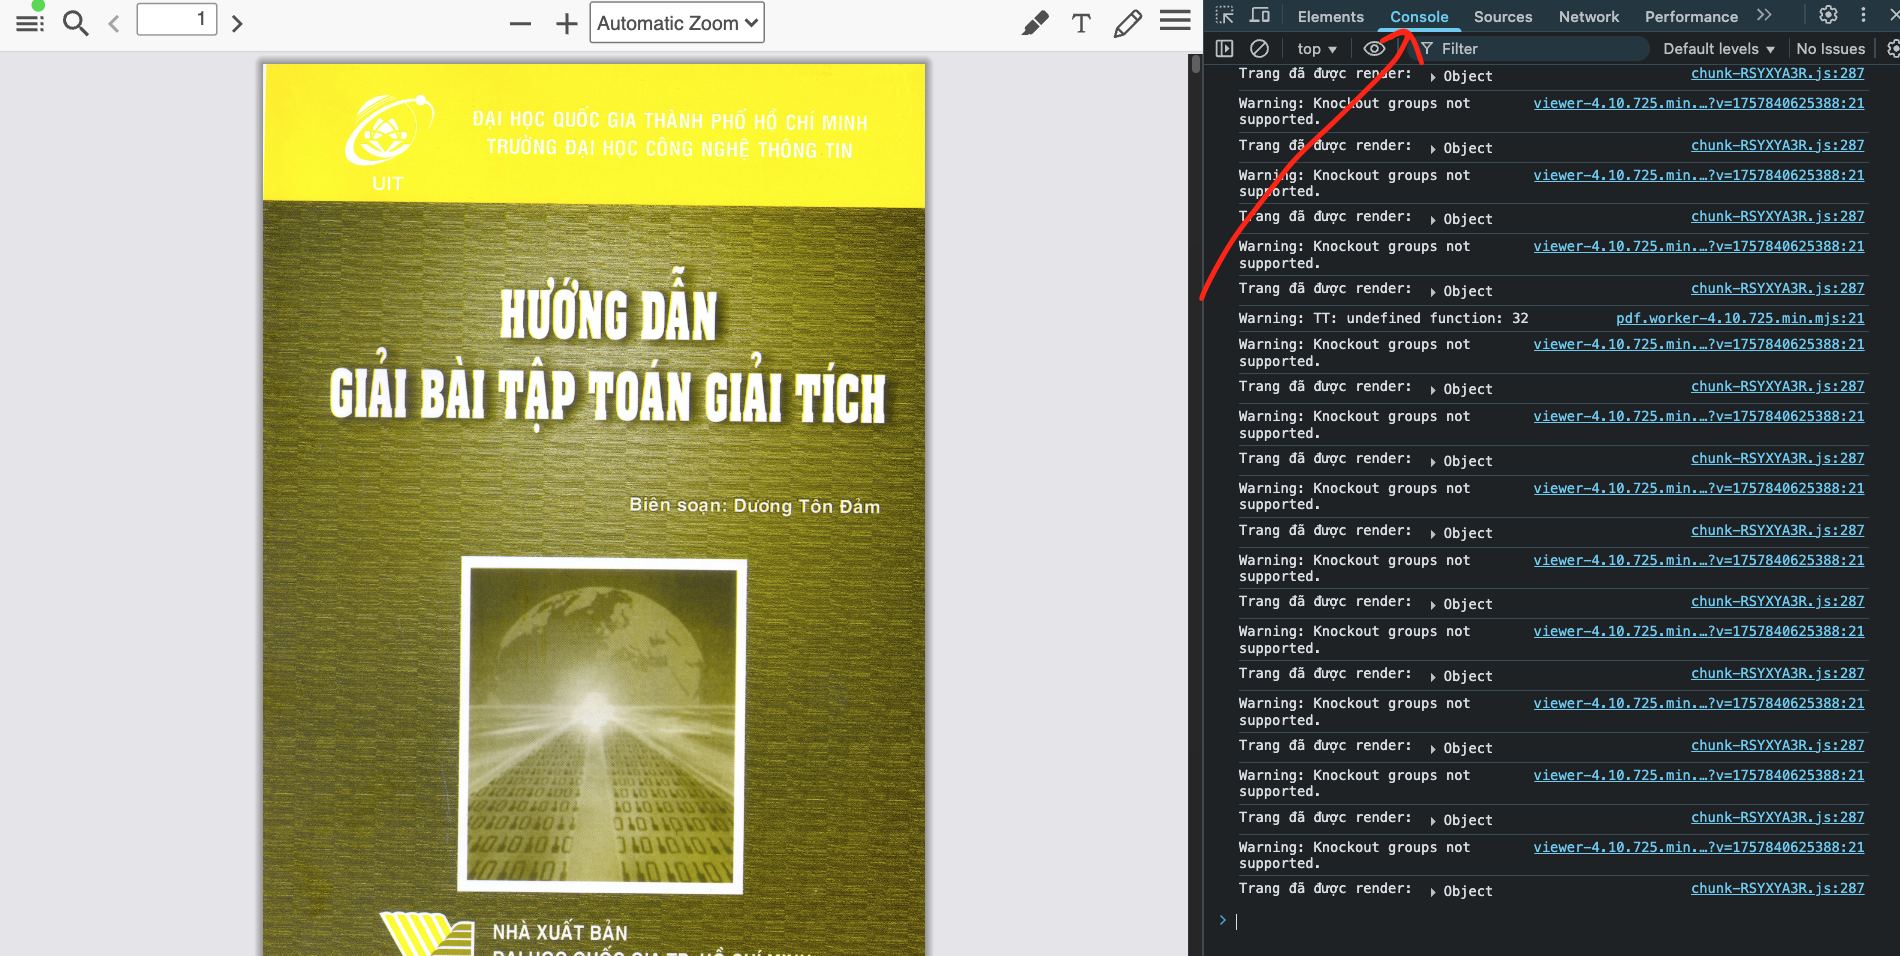 1
Automatic Zoom
T
ĐẠI HỌC QUỐC GIA THÀNH PHỐ HỒ CHÍ MINH
TRƯỜNG ĐẠI HỌC CÔNG NGHỆ THÔNG TIN
UIT
HƯỚNG DẪN
GIẢI BÀI TẬP TOÁN GIẢI TÍCH
Biên soạn: Dương Tôn Đảm
NHÀ XUẤT BẢN
ĐẠI HỌC QUỐC GIA TP. HỒ CHÍ MINH
Elements Console Sources Network Performance
top Filter Default levels No Issues
Trang đã được render: Object chunk-RSYXYA3R.js:287
Warning: Knockout groups not viewer-4.10.725.min.…?v=1757840625388:21
supported.
Trang đã được render: Object chunk-RSYXYA3R.js:287
Warning: Knockout groups not viewer-4.10.725.min.…?v=1757840625388:21
supported.
Trang đã được render: Object chunk-RSYXYA3R.js:287
Warning: Knockout groups not viewer-4.10.725.min.…?v=1757840625388:21
supported.
Trang đã được render: Object chunk-RSYXYA3R.js:287
Warning: TT: undefined function: 32 pdf.worker-4.10.725.min.mjs:21
Warning: Knockout groups not viewer-4.10.725.min.…?v=1757840625388:21
supported.
Trang đã được render: Object chunk-RSYXYA3R.js:287
Warning: Knockout groups not viewer-4.10.725.min.…?v=1757840625388:21
supported.
Trang đã được render: Object chunk-RSYXYA3R.js:287
Warning: Knockout groups not viewer-4.10.725.min.…?v=1757840625388:21
supported.
Trang đã được render: Object chunk-RSYXYA3R.js:287
Warning: Knockout groups not viewer-4.10.725.min.…?v=1757840625388:21
supported.
Trang đã được render: Object chunk-RSYXYA3R.js:287
Warning: Knockout groups not viewer-4.10.725.min.…?v=1757840625388:21
supported.
Trang đã được render: Object chunk-RSYXYA3R.js:287
Warning: Knockout groups not viewer-4.10.725.min.…?v=1757840625388:21
supported.
Trang đã được render: Object chunk-RSYXYA3R.js:287
Warning: Knockout groups not viewer-4.10.725.min.…?v=1757840625388:21
supported.
Trang đã được render: Object chunk-RSYXYA3R.js:287
Warning: Knockout groups not viewer-4.10.725.min.…?v=1757840625388:21
supported.
Trang đã được render: Object chunk-RSYXYA3R.js:287